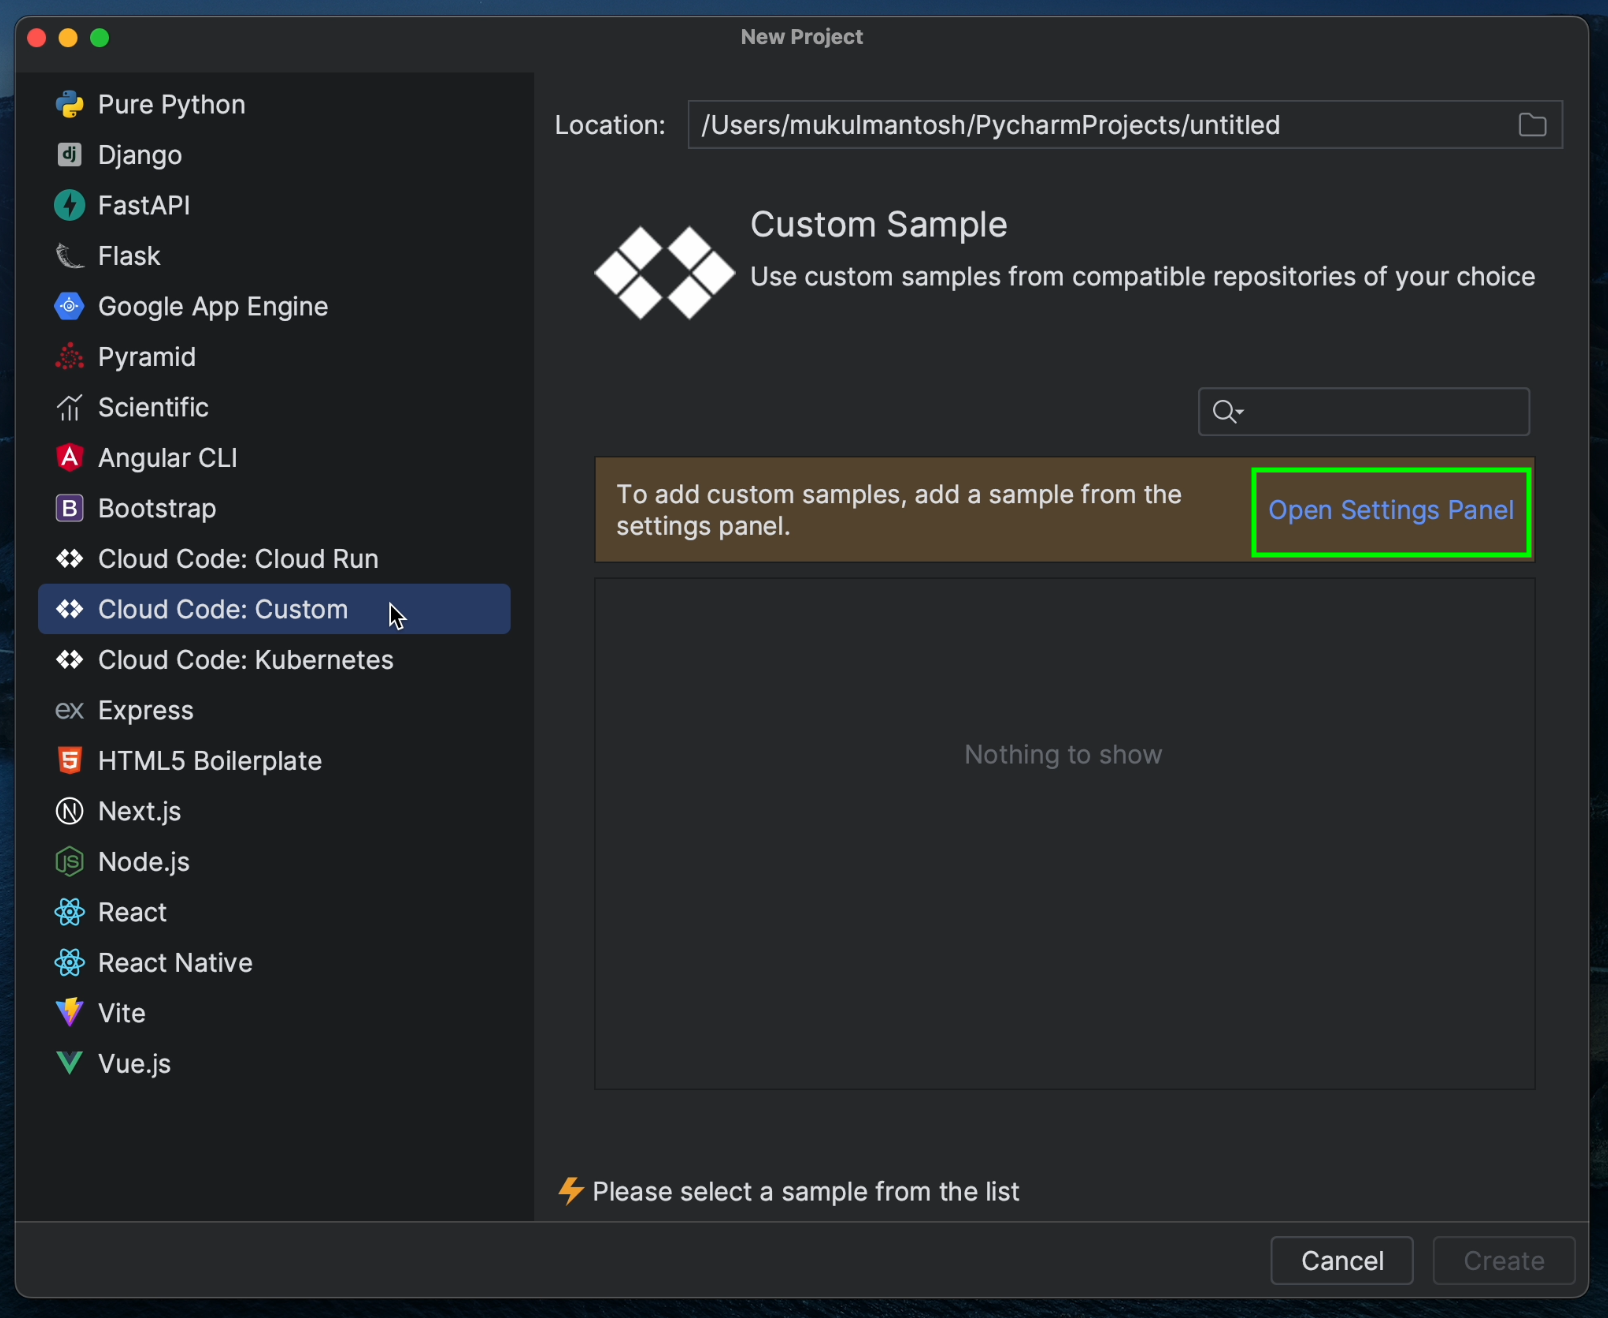 New Project
Pure Python
dj Django
FastAPI
Flask
Google App Engine
Pyramid
Scientific
A Angular CLI
B Bootstrap
Cloud Code: Cloud Run
Cloud Code: Custom
Cloud Code: Kubernetes
ex Express
5 HTML5 Boilerplate
N Next.js
JS Node.js
React
React Native
Vite
Vue.js
Location: /Users/mukulmantosh/PycharmProjects/untitled
Custom Sample
Use custom samples from compatible repositories of your choice
To add custom samples, add a sample from the
settings panel.
Open Settings Panel
Nothing to show
Please select a sample from the list
Cancel Create